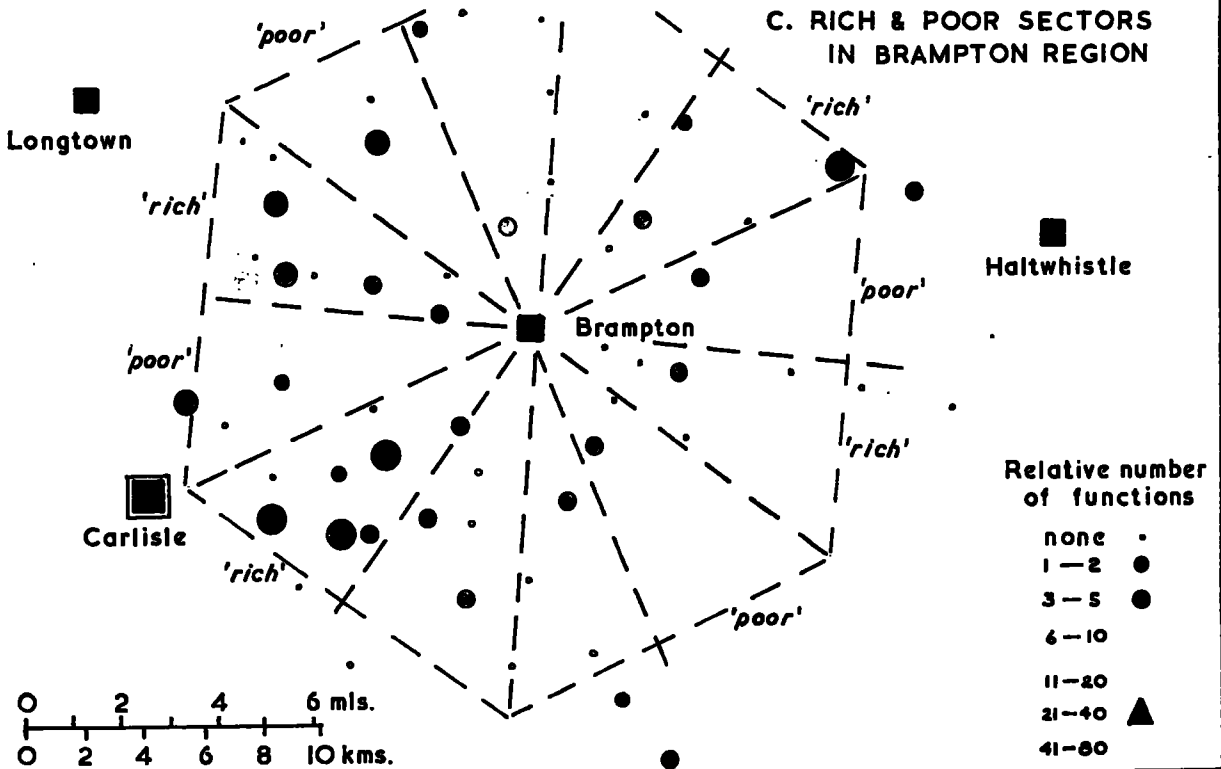 C. RICH & POOR SECTORS
IN BRAMPTON REGION
'poor'
'rich'
Longtown
'rich'
Haltwhistle
'poor'
Brampton
'poor'
'rich'
Relative number
of functions
none
1–2
3–5
6–10
11–20
21–40
41–80
Carlisle
'rich'
'poor'
0 2 6 mls.
0 2 4 6 8 10 kms.